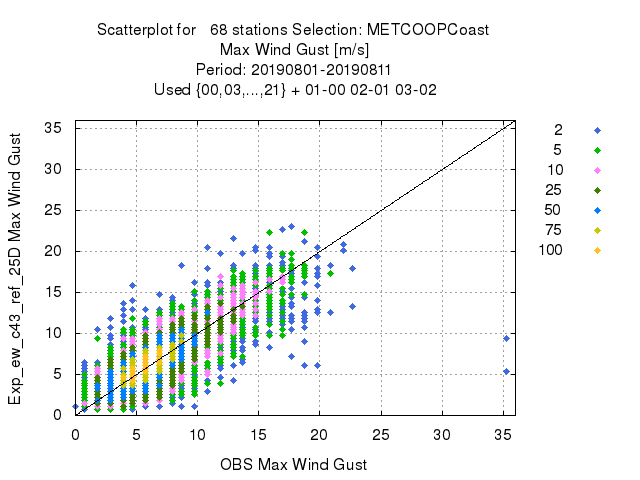 Scatterplot for 68 stations Selection: METCOOPCoast
Max Wind Gust [m/s]
Period: 20190801-20190811
Used {00,03,...,21} + 01-00 02-01 03-02
Exp_ew_c43_ref_25D Max Wind Gust
35
30
25
20
15
10
5
0
0 5 10 15 20 25 30 35
OBS Max Wind Gust
2
5
10
25
50
75
100